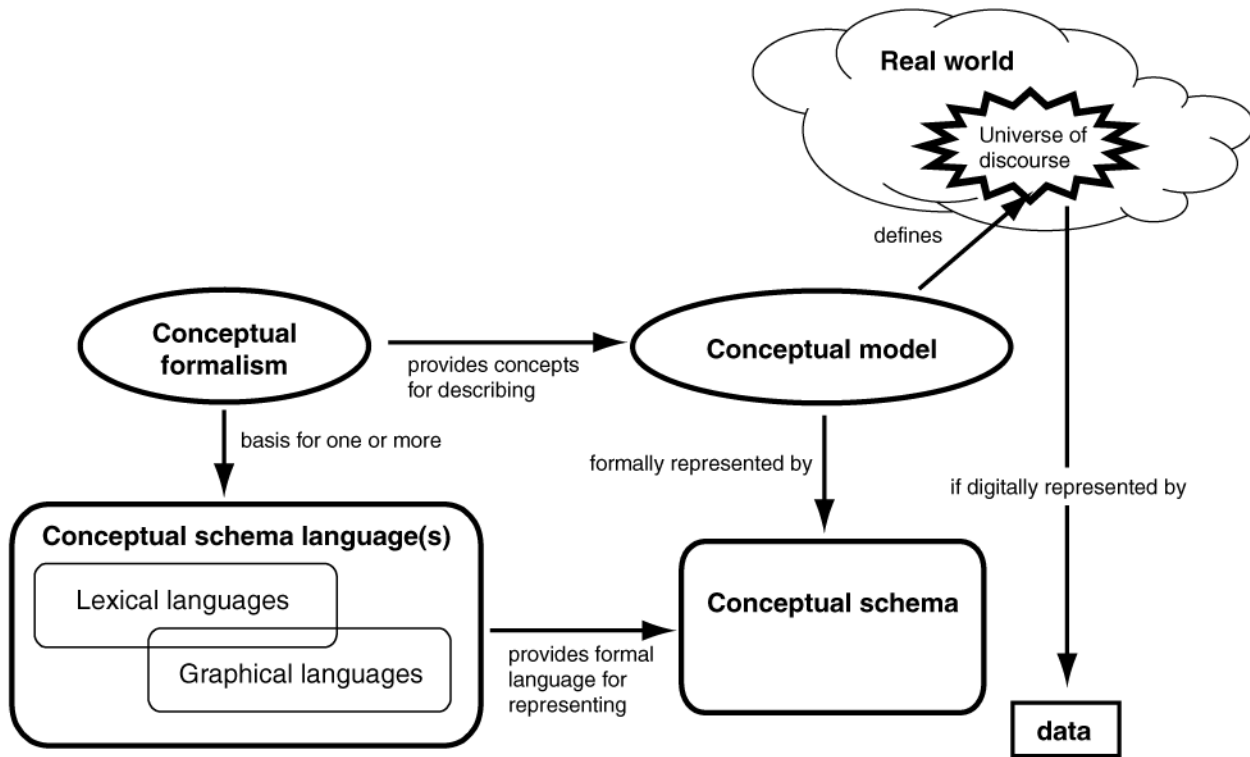 Real world
Universe of
discourse
defines
Conceptual
formalism
provides concepts
for describing
Conceptual model
basis for one or more
formally represented by
if digitally represented by
Conceptual schema language(s)
Lexical languages
Graphical languages
provides formal
language for
representing
Conceptual schema
data